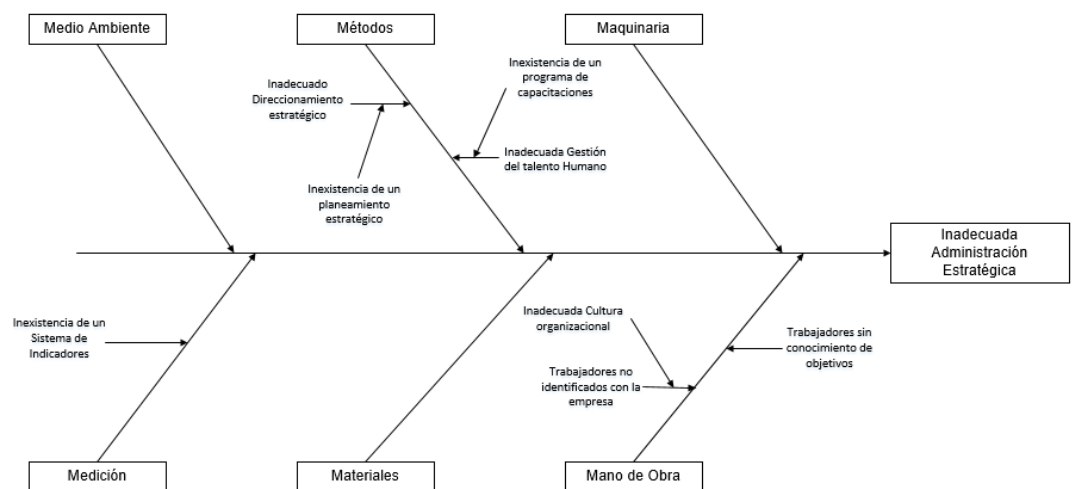 Medio Ambiente
Métodos
Maquinaria
Inadecuado
Direccionamiento
estratégico
Inexistencia de un
programa de
capacitaciones
Inadecuada Gestión
del talento Humano
Inexistencia de un
planeamiento
estratégico
Inadecuada
Administración
Estratégica
Inexistencia de un
Sistema de
Indicadores
Inadecuada Cultura
organizacional
Trabajadores sin
conocimiento de
objetivos
Trabajadores no
identificados con la
empresa
Medición
Materiales
Mano de Obra